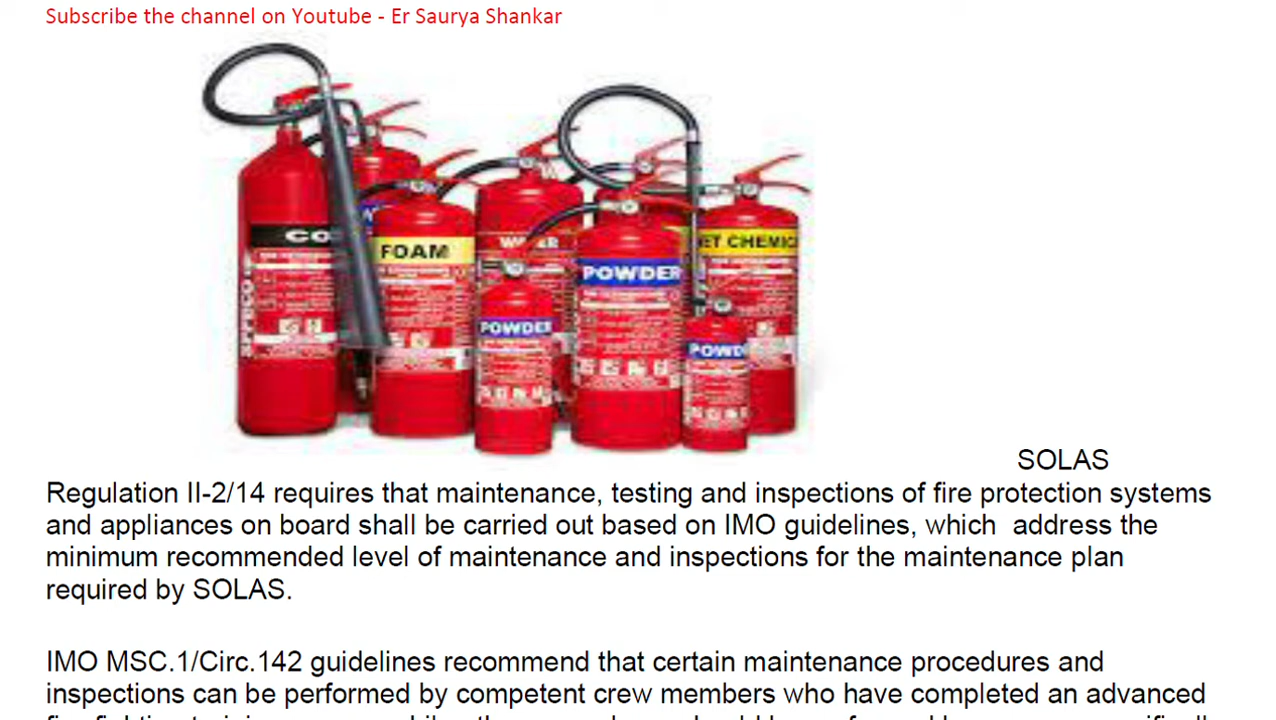 Subscribe the channel on Youtube - Er Saurya Shankar
CO
FOAM
POWDER
POWDER
SOLAS
Regulation II-2/14 requires that maintenance, testing and inspections of fire protection systems
and appliances on board shall be carried out based on IMO guidelines, which address the
minimum recommended level of maintenance and inspections for the maintenance plan
required by SOLAS.
IMO MSC.1/Circ.142 guidelines recommend that certain maintenance procedures and
inspections can be performed by competent crew members who have completed an advanced